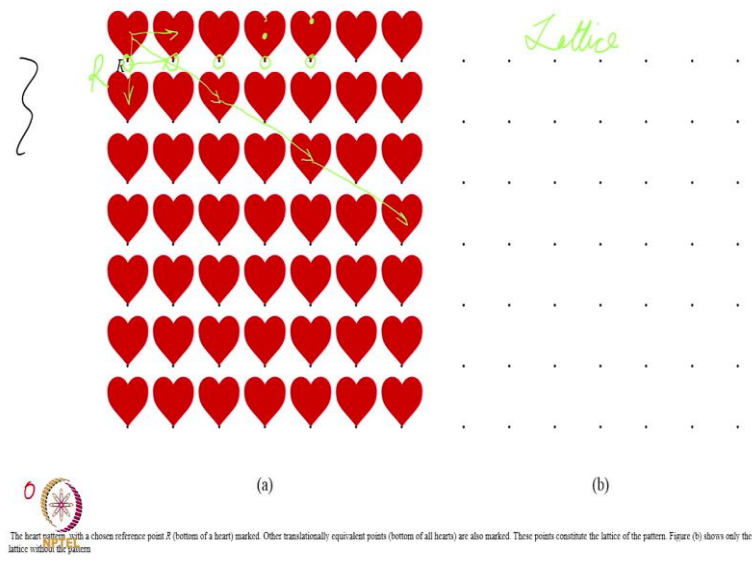 Lattice
R
R
(a)
(b)
NPTEL
The heart pattern with a chosen reference point R (bottom of a heart) marked. Other translationally equivalent points (bottom of all hearts) are also marked. These points constitute the lattice of the pattern. Figure (b) shows only the
lattice without the pattern